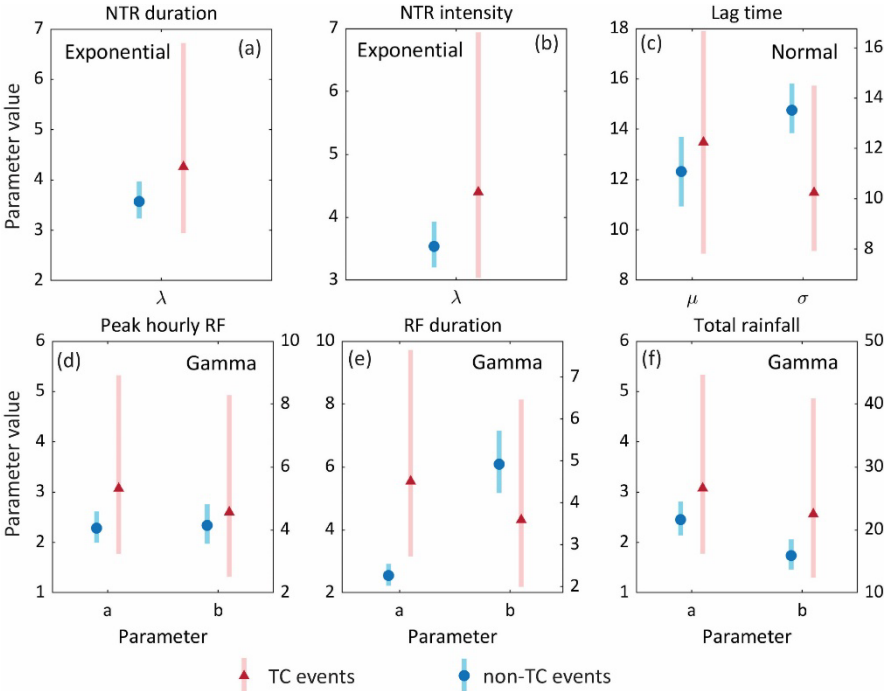 NTR duration
NTR intensity
Lag time
Parameter value
7
6
5
4
3
2
Exponential
(a)
λ
7
6
5
4
3
Exponential
(b)
λ
18
16
14
12
10
8
(c)
Normal
16
14
12
10
8
μ
σ
Peak hourly RF
RF duration
Total rainfall
Parameter value
6
5
4
3
2
1
(d)
Gamma
10
8
6
4
2
a
b
Parameter
10
8
6
4
2
(e)
Gamma
7
6
5
4
3
2
a
b
Parameter
6
5
4
3
2
1
(f)
Gamma
50
40
30
20
10
a
b
Parameter
TC events
non-TC events